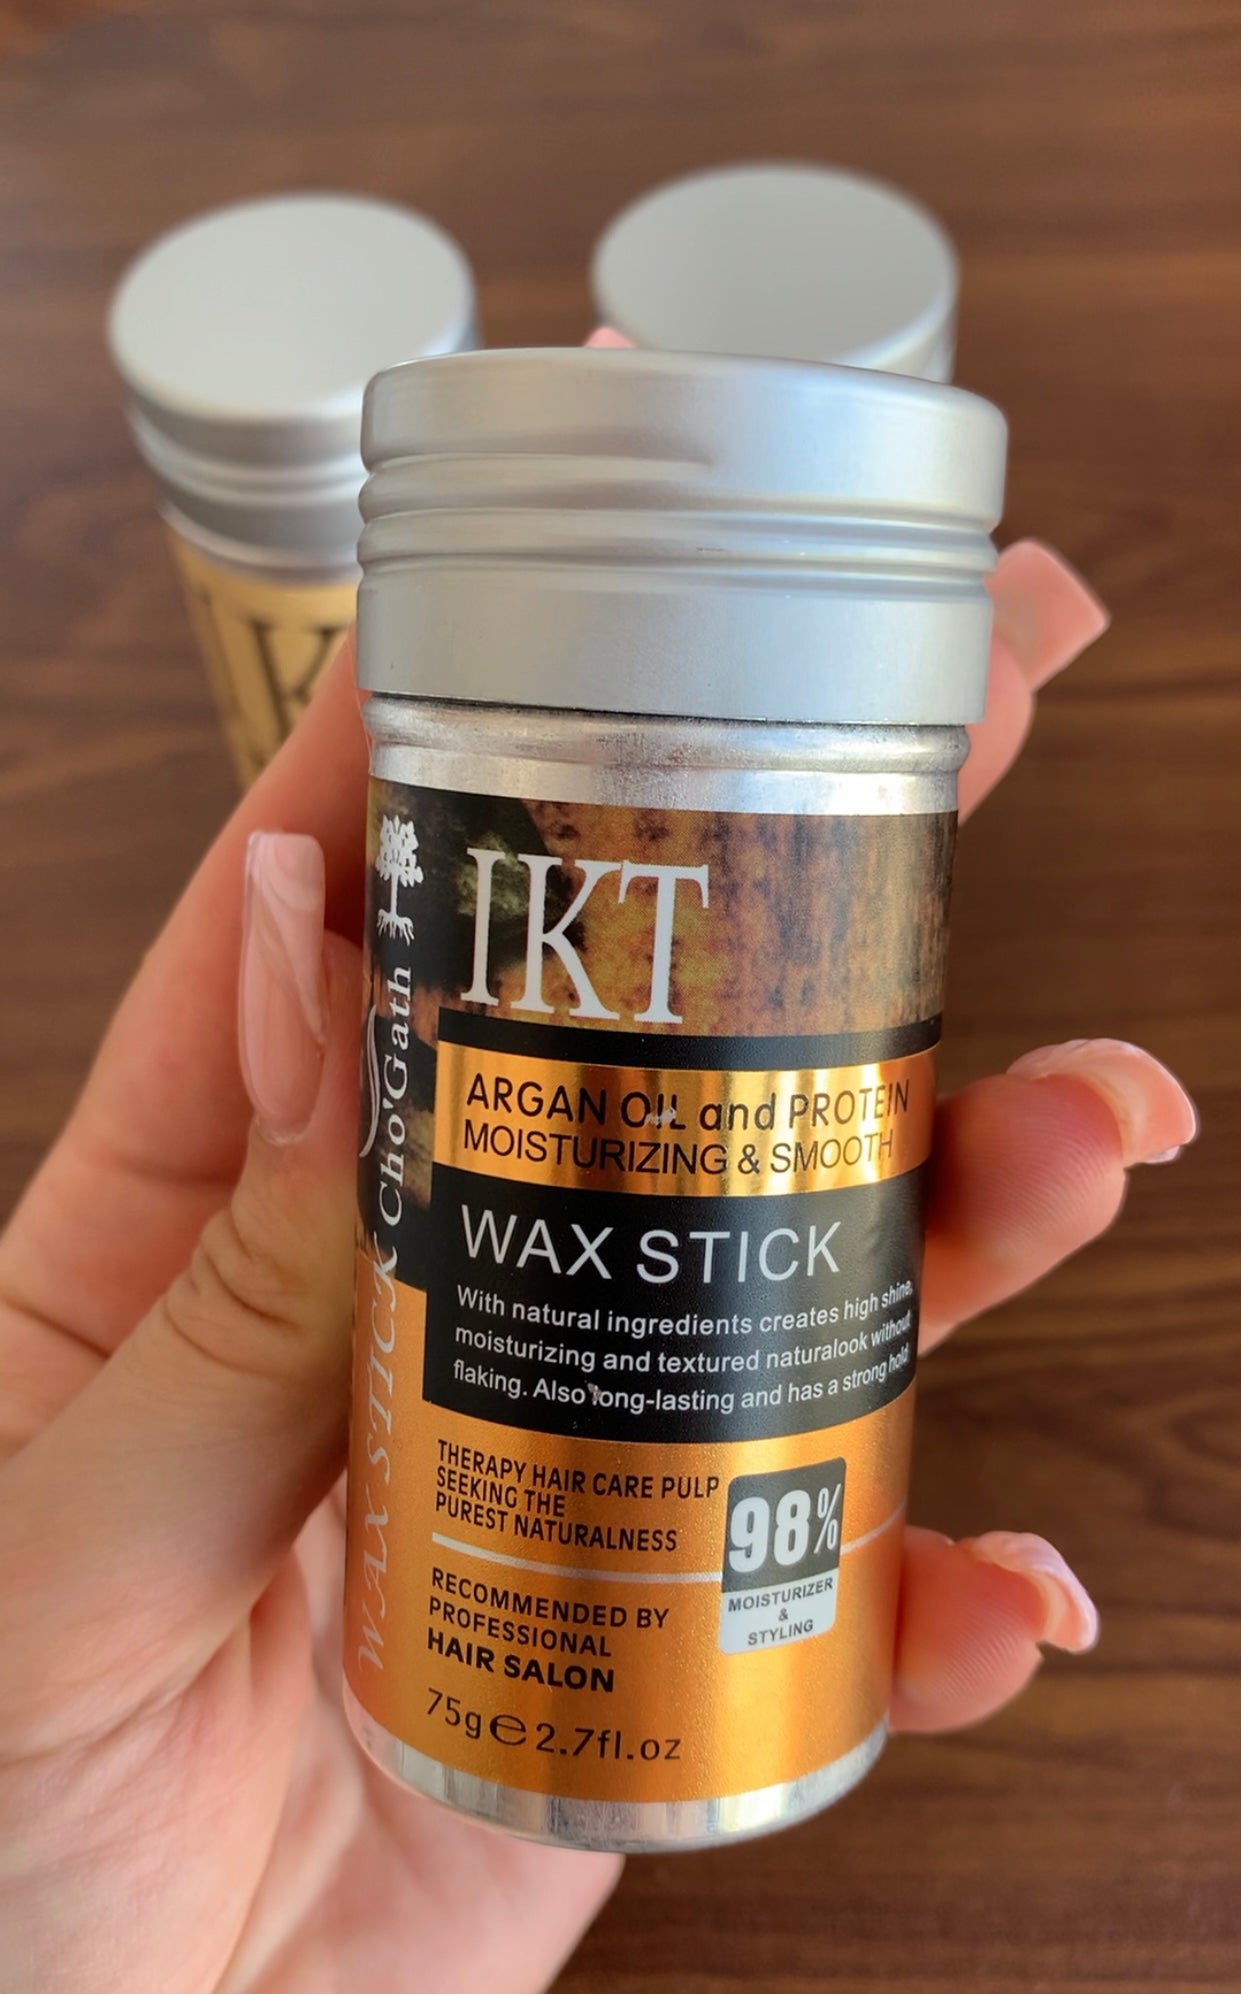 IKT
ARGAN OIL and PROTEIN
MOISTURIZING & SMOOTH
WAX STICK
With natural ingredients creates high shine,
moisturizing and textured naturalook without
flaking. Also long-lasting and has a strong hold
THERAPY HAIR CARE PULP
SEEKING THE
PUREST NATURALNESS
98%
MOISTURIZER
&
STYLING
RECOMMENDED BY
PROFESSIONAL
HAIR SALON
75g℮2.7fl.oz
WAX STICK Cho'Gath
IK